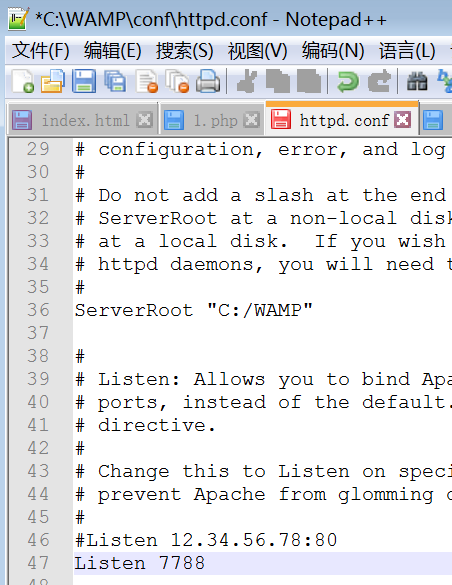 *C:\WAMP\conf\httpd.conf - Notepad++
文件(F) 编辑(E) 搜索(S) 视图(V) 编码(N) 语言(L)
index.html 1.php httpd.conf
29 # configuration, error, and log
30 #
31 # Do not add a slash at the end
32 # ServerRoot at a non-local disk
33 # at a local disk. If you wish
34 # httpd daemons, you will need t
35 #
36 ServerRoot "C:/WAMP"
37
38 #
39 # Listen: Allows you to bind Apa
40 # ports, instead of the default.
41 # directive.
42 #
43 # Change this to Listen on speci
44 # prevent Apache from glomming o
45 #
46 #Listen 12.34.56.78:80
47 Listen 7788